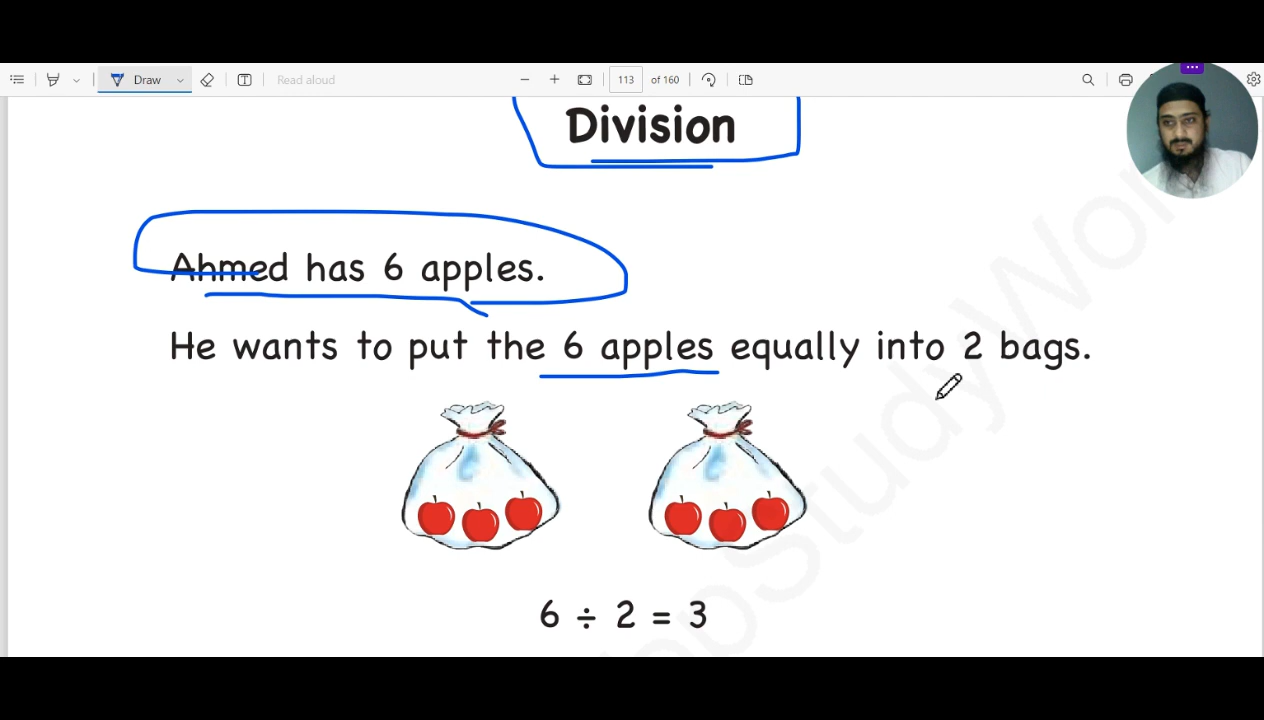 Draw
Read aloud
113
of 160
Division
Ahmed has 6 apples.
He wants to put the 6 apples equally into 2 bags.
6 ÷ 2 = 3